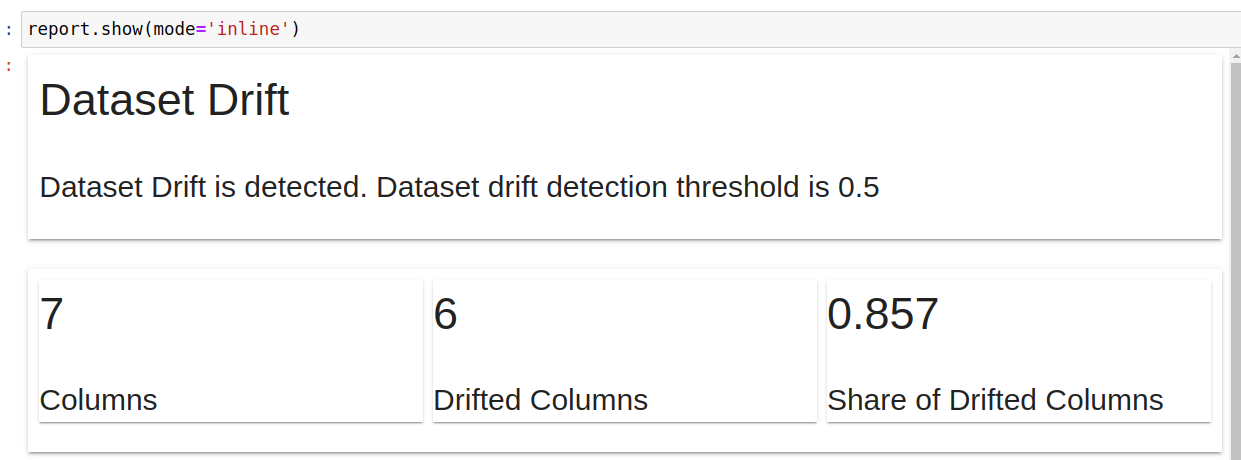 : report.show(mode='inline')
:
Dataset Drift
Dataset Drift is detected. Dataset drift detection threshold is 0.5
7 6 0.857
Columns Drifted Columns Share of Drifted Columns